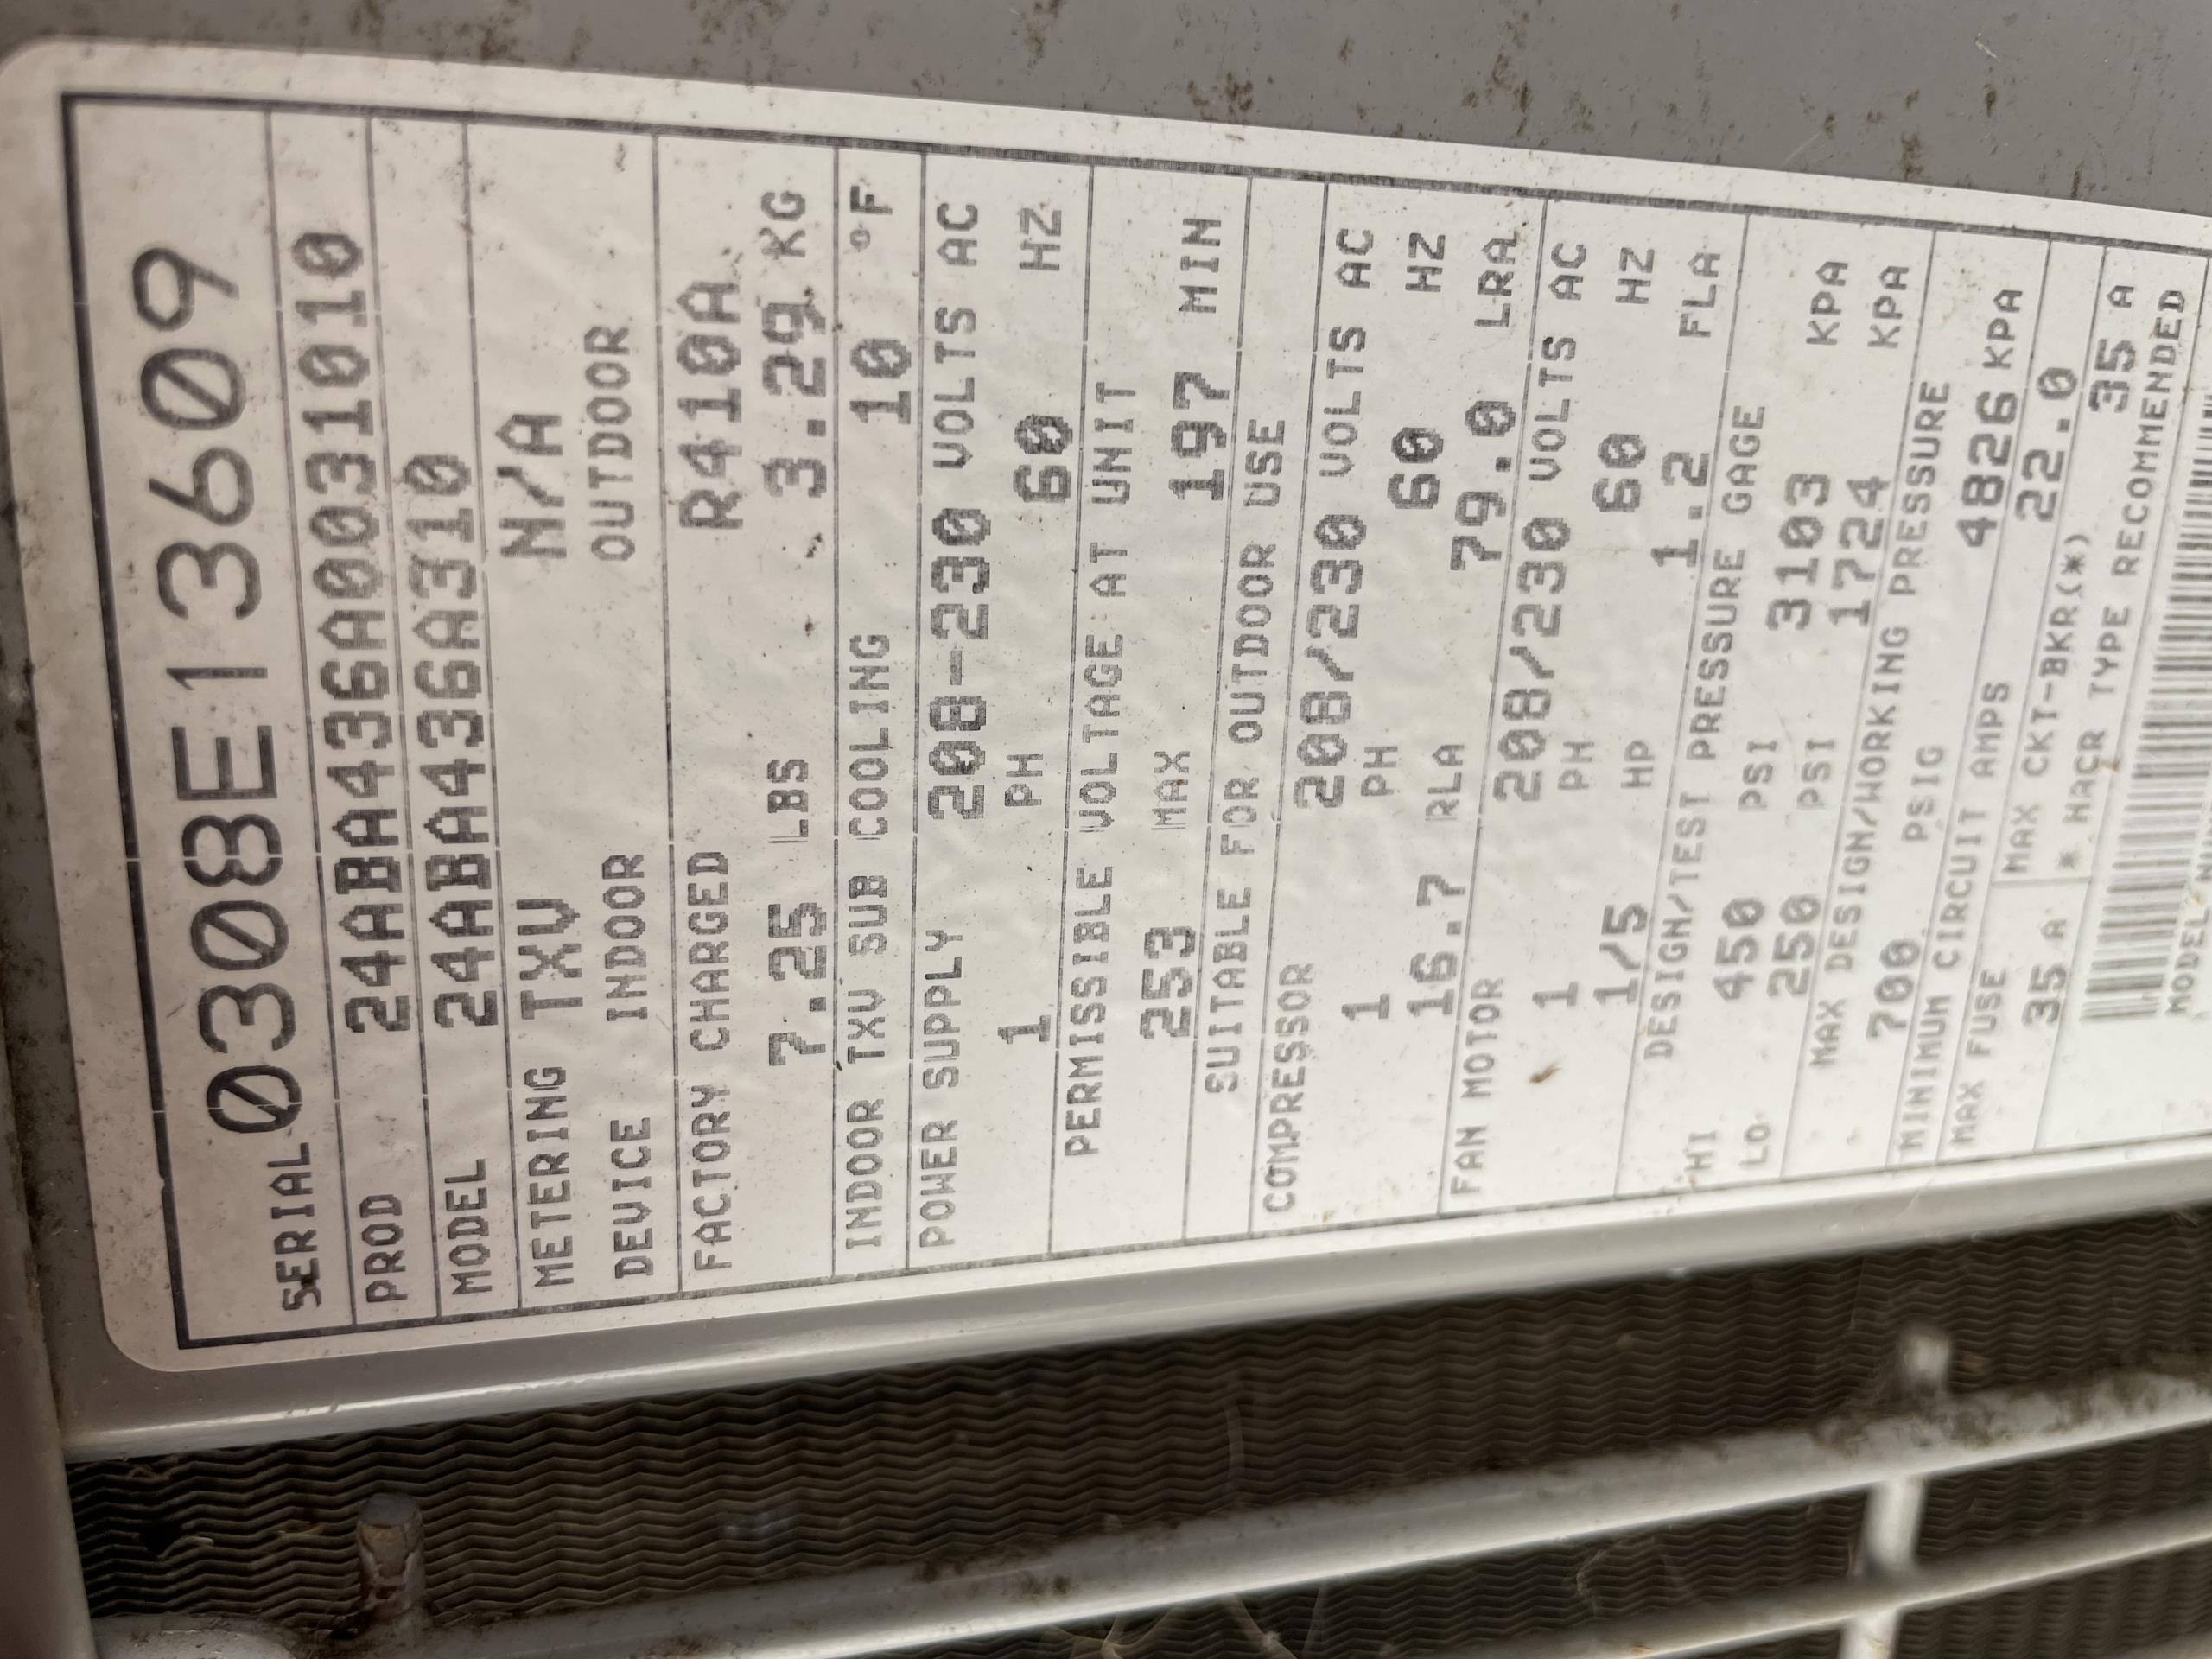 SERIAL 0308E13609
PROD 24ABA436A0031010
MODEL 24ABA436A310
METERING TXV N/A
DEVICE INDOOR OUTDOOR
FACTORY CHARGED R410A
7.25 LBS 3.29 KG
INDOOR TXV SUB COOLING 10 °F
POWER SUPPLY 208-230 VOLTS AC
1 PH 60 HZ
PERMISSIBLE VOLTAGE AT UNIT
253 MAX 197 MIN
SUITABLE FOR OUTDOOR USE
COMPRESSOR 208/230 VOLTS AC
1 PH 60 HZ
16.7 RLA 79.0 LRA
FAN MOTOR 208/230 VOLTS AC
1 PH 60 HZ
1/5 HP 1.2 FLA
DESIGN/TEST PRESSURE GAGE
HI 450 PSI 3103 KPA
LO 250 PSI 1724 KPA
MAX DESIGN/WORKING PRESSURE
700 PSIG 4826 KPA
MINIMUM CIRCUIT AMPS 22.0
MAX FUSE MAX CKT-BKR(*)
35 A 35 A
* HACR TYPE RECOMMENDED
MODEL